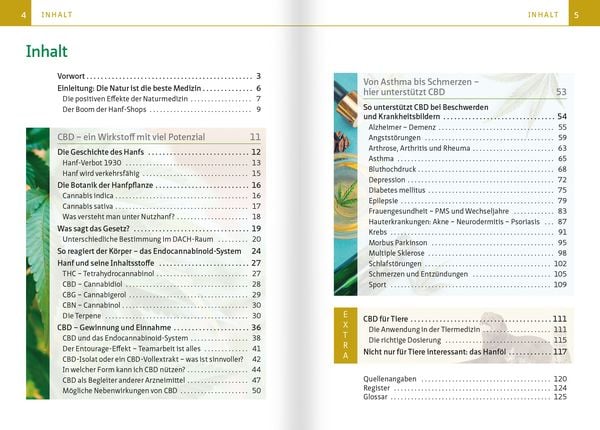 4 INHALT
Inhalt
Vorwort 3
Einleitung: Die Natur ist die beste Medizin 6
Die positiven Effekte der Naturmedizin 7
Der Boom der Hanf-Shops 9
CBD – ein Wirkstoff mit viel Potenzial 11
Die Geschichte des Hanfs 12
Hanf-Verbot 1930 13
Hanf wird verkehrsfähig 15
Die Botanik der Hanfpflanze 16
Cannabis indica 16
Cannabis sativa 17
Was versteht man unter Nutzhanf? 18
Was sagt das Gesetz? 19
Unterschiedliche Bestimmung im DACH-Raum 20
So reagiert der Körper – das Endocannabinoid-System 24
Hanf und seine Inhaltsstoffe 27
THC – Tetrahydrocannabinol 27
CBD – Cannabidiol 28
CBG – Cannabigerol 29
CBN – Cannabinol 30
Die Terpene 30
CBD – Gewinnung und Einnahme 36
CBD und das Endocannabinoid-System 38
Der Entourage-Effekt – Teamarbeit ist alles 41
CBD-Isolat oder ein CBD-Vollextrakt – was ist sinnvoller? 42
In welcher Form kann ich CBD nützen? 44
CBD als Begleiter anderer Arzneimittel 47
Mögliche Nebenwirkungen von CBD 50
INHALT 5
Von Asthma bis Schmerzen –
hier unterstützt CBD 53
So unterstützt CBD bei Beschwerden
und Krankheitsbildern 54
Alzheimer – Demenz 55
Angststörungen 59
Arthrose, Arthritis und Rheuma 63
Asthma 65
Bluthochdruck 68
Depression 72
Diabetes mellitus 75
Epilepsie 79
Frauengesundheit – PMS und Wechseljahre 83
Hauterkrankungen: Akne – Neurodermitis – Psoriasis 87
Krebs 91
Morbus Parkinson 95
Multiple Sklerose 98
Schlafstörungen 102
Schmerzen und Entzündungen 105
Sport 109
EXTRA
CBD für Tiere 111
Die Anwendung in der Tiermedizin 111
Die richtige Dosierung 115
Nicht nur für Tiere interessant: das Hanföl 117
Quellenangaben 120
Register 124
Glossar 125